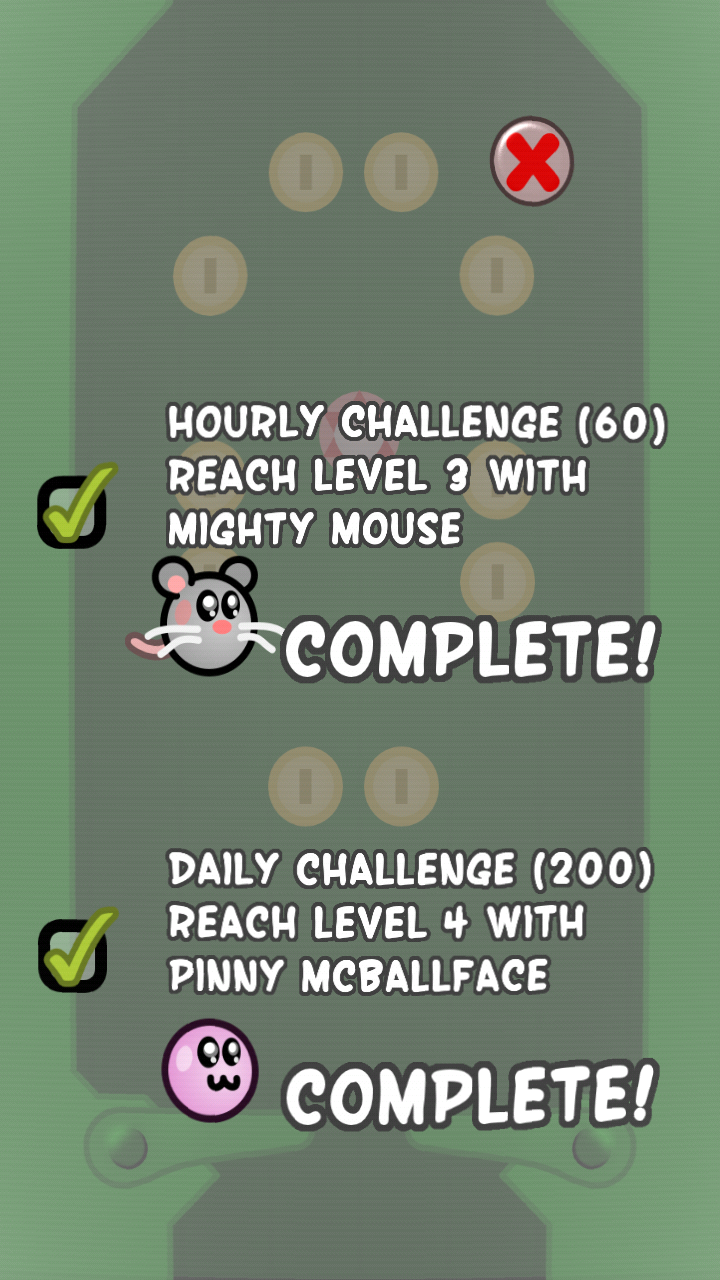 HOURLY CHALLENGE (60)
REACH LEVEL 3 WITH
MIGHTY MOUSE
COMPLETE!
DAILY CHALLENGE (200)
REACH LEVEL 4 WITH
PINNY MCBALLFACE
COMPLETE!